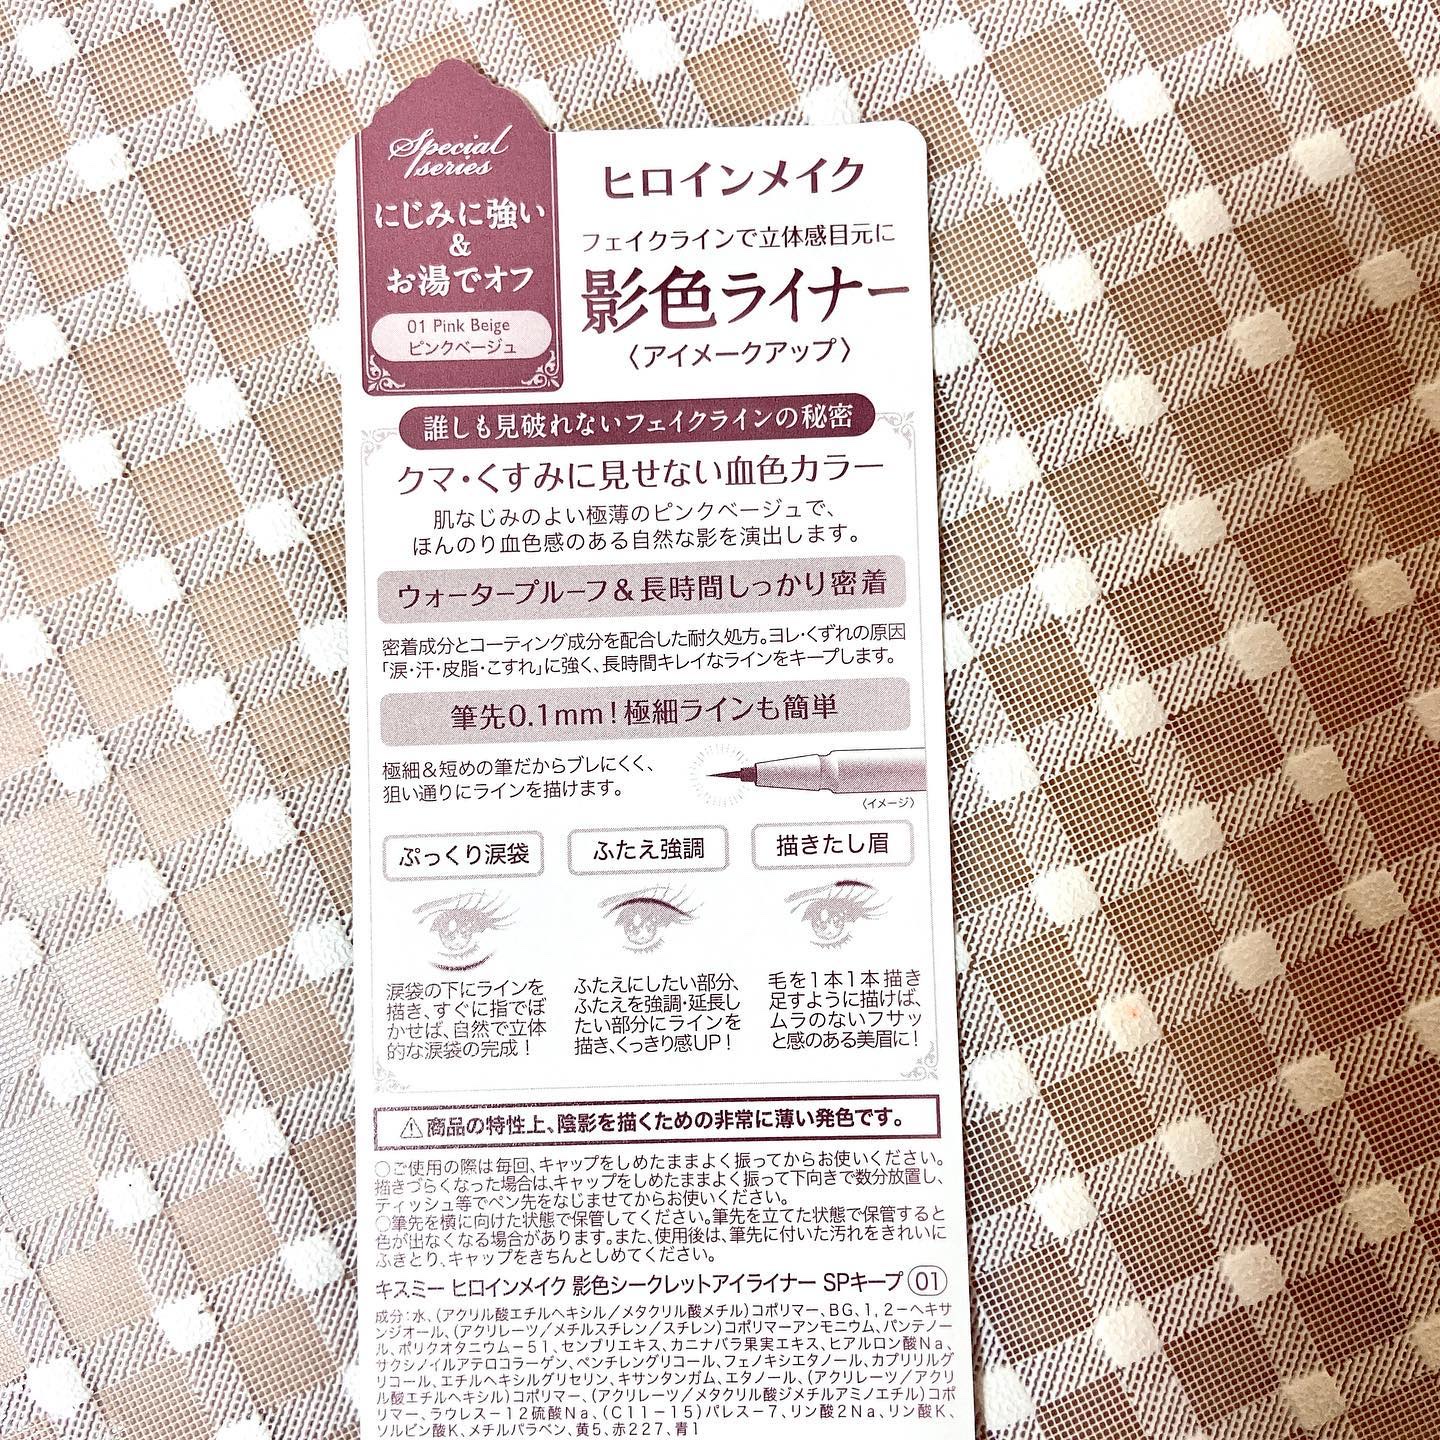 Special
series
にじみに強い
&
お湯でオフ
01 Pink Beige
ピンクベージュ
ヒロインメイク
フェイクラインで立体感目元に
影色ライナー
〈アイメークアップ〉
誰しも見破れないフェイクラインの秘密
クマ・くすみに見せない血色カラー
肌なじみのよい極薄のピンクベージュで、
ほんのり血色感のある自然な影を演出します。
ウォータープルーフ&長時間しっかり密着
密着成分とコーティング成分を配合した耐久処方。ヨレ・くずれの原因
「涙・汗・皮脂・こすれ」に強く、長時間キレイなラインをキープします。
筆先0.1mm!極細ラインも簡単
極細&短めの筆だからブレにくく、
狙い通りにラインを描けます。
〈イメージ〉
ぷっくり涙袋
涙袋の下にラインを
描き、すぐに指でぼ
かせば、自然で立体
的な涙袋の完成!
ふたえ強調
ふたえにしたい部分、
ふたえを強調・延長し
たい部分にラインを
描き、くっきり感UP!
描きたし眉
毛を1本1本描き
足すように描けば、
ムラのないフサッ
と感のある美眉に!
⚠商品の特性上、陰影を描くための非常に薄い発色です。
○ご使用の際は毎回、キャップをしめたままよく振ってからお使いください。
描きづらくなった場合は、キャップをしめたままよく振って下向きで数分放置し、
ティッシュ等でペン先をなじませてからお使いください。
○筆先を横に向けた状態で保管してください。筆先を立てた状態で保管すると
色が出なくなる場合があります。また、使用後は、筆先に付いた汚れをきれいに
ふきとり、キャップをきちんとしめてください。
キスミー ヒロインメイク 影色シークレットアイライナー SPキープ 01
成分:水、(アクリル酸エチルヘキシル/メタクリル酸メチル)コポリマー、BG、1,2-ヘキサ
ンジオール、(アクリレーツ/メチルスチレン/スチレン)コポリマーアンモニウム、パンテノー
ル、ポリクオタニウム-51、センブリエキス、カニナバラ果実エキス、ヒアルロン酸Na、
サクシノイルアテロコラーゲン、ペンチレングリコール、フェノキシエタノール、カプリリルグ
リコール、エチルヘキシルグリセリン、キサンタンガム、エタノール、(アクリレーツ/アクリ
ル酸エチルヘキシル)コポリマー、(アクリレーツ/メタクリル酸ジメチルアミノエチル)コポ
リマー、ラウレス-12硫酸Na、(C11-15)パレス-7、リン酸2Na、リン酸K、
ソルビン酸K、メチルパラベン、黄5、赤227、青1